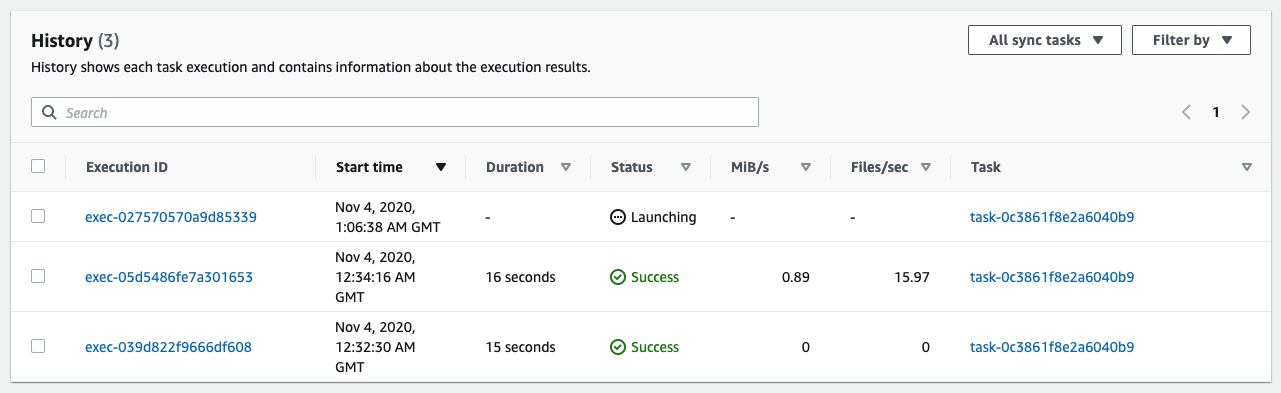 History (3)
All sync tasks
Filter by
History shows each task execution and contains information about the execution results.
Search
1
Execution ID Start time Duration Status MiB/s Files/sec Task
exec-027570570a9d85339 Nov 4, 2020, 1:06:38 AM GMT - Launching - - task-0c3861f8e2a6040b9
exec-05d5486fe7a301653 Nov 4, 2020, 12:34:16 AM GMT 16 seconds Success 0.89 15.97 task-0c3861f8e2a6040b9
exec-039d822f9666df608 Nov 4, 2020, 12:32:30 AM GMT 15 seconds Success 0 0 task-0c3861f8e2a6040b9